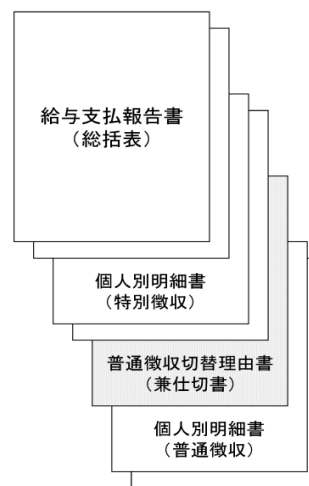 給与支払報告書
（総括表）
個人別明細書
（特別徴収）
普通徴収切替理由書
（兼仕切書）
個人別明細書
（普通徴収）